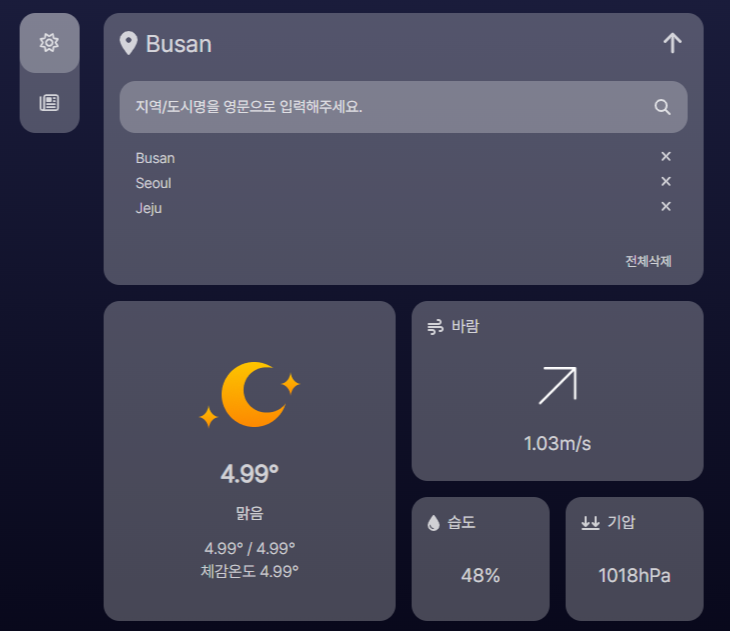 Busan
지역/도시명을 영문으로 입력해주세요.
Busan
Seoul
Jeju
전체삭제
4.99°
맑음
4.99° / 4.99°
체감온도 4.99°
바람
1.03m/s
습도
48%
기압
1018hPa